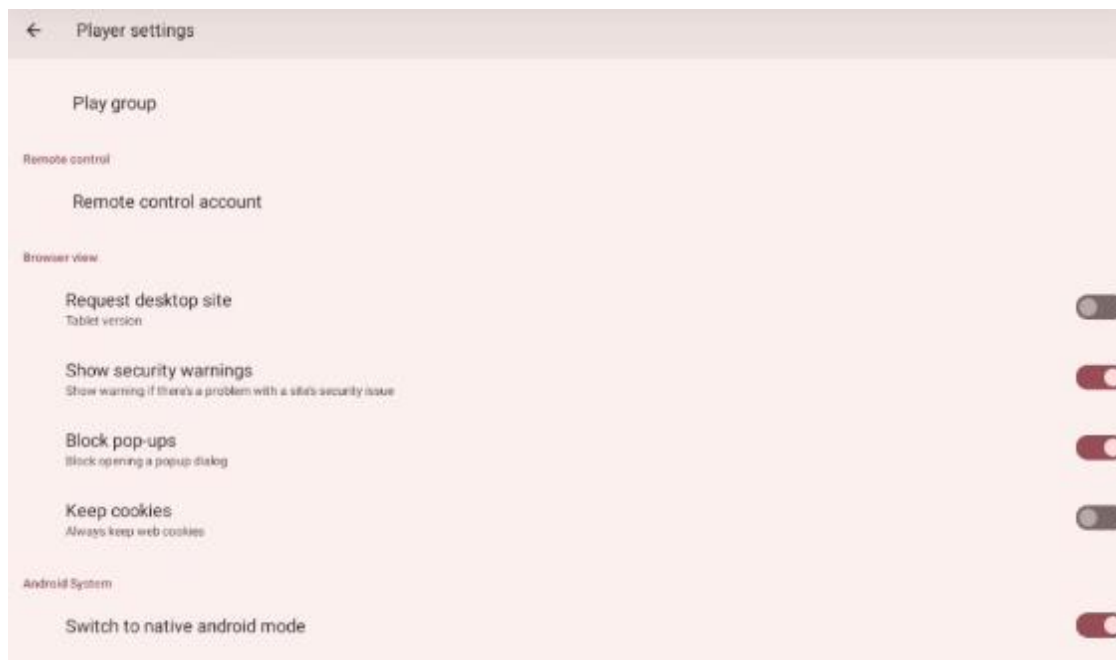 Player settings
Play group
Remote control
Remote control account
Browser view
Request desktop site
Tablet version
Show security warnings
Show warning if there's a problem with a site's security issue
Block pop-ups
Block opening a popup dialog
Keep cookies
Always keep web cookies
Android System
Switch to native android mode